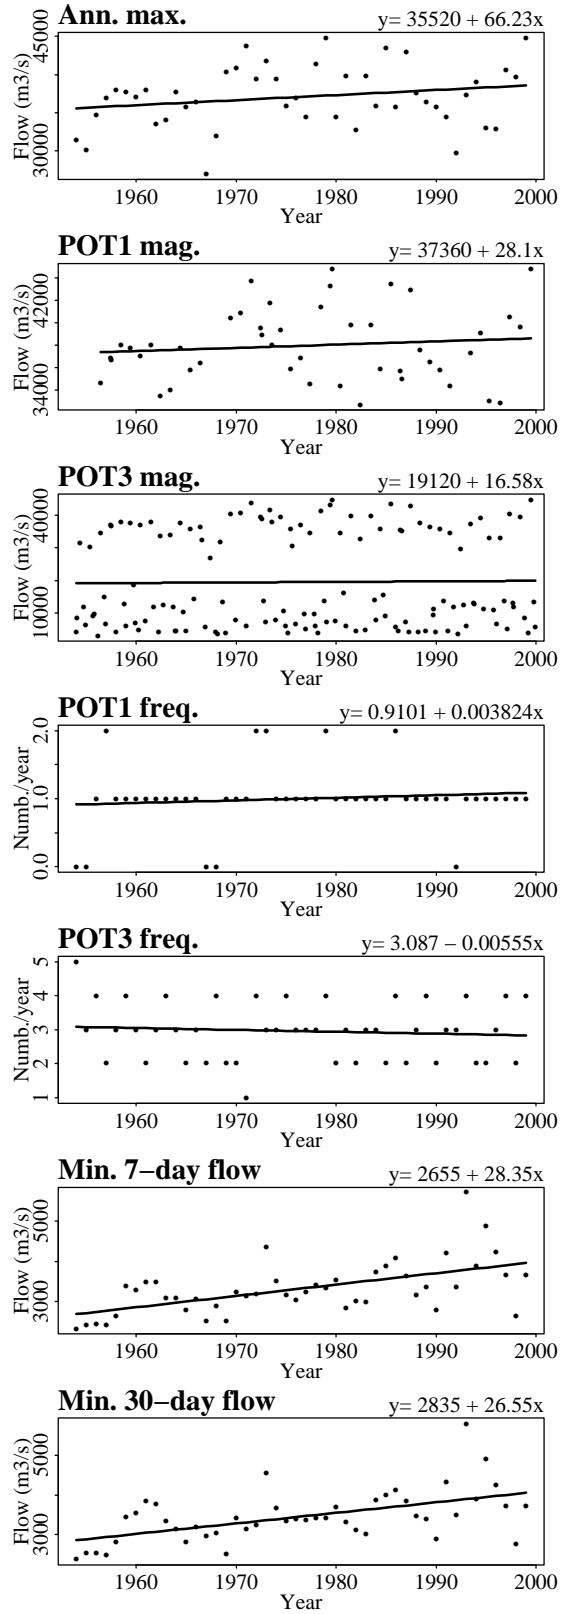 Ann. max. y= 35520 + 66.23x
45000
30000
Flow (m3/s)
1960 1970 1980 1990 2000
Year
POT1 mag. y= 37360 + 28.1x
42000
34000
Flow (m3/s)
1960 1970 1980 1990 2000
Year
POT3 mag. y= 19120 + 16.58x
40000
10000
Flow (m3/s)
1960 1970 1980 1990 2000
Year
POT1 freq. y= 0.9101 + 0.003824x
2.0
1.0
0.0
Numb./year
1960 1970 1980 1990 2000
Year
POT3 freq. y= 3.087 − 0.00555x
5
4
3
2
1
Numb./year
1960 1970 1980 1990 2000
Year
Min. 7−day flow y= 2655 + 28.35x
5000
3000
Flow (m3/s)
1960 1970 1980 1990 2000
Year
Min. 30−day flow y= 2835 + 26.55x
5000
3000
Flow (m3/s)
1960 1970 1980 1990 2000
Year